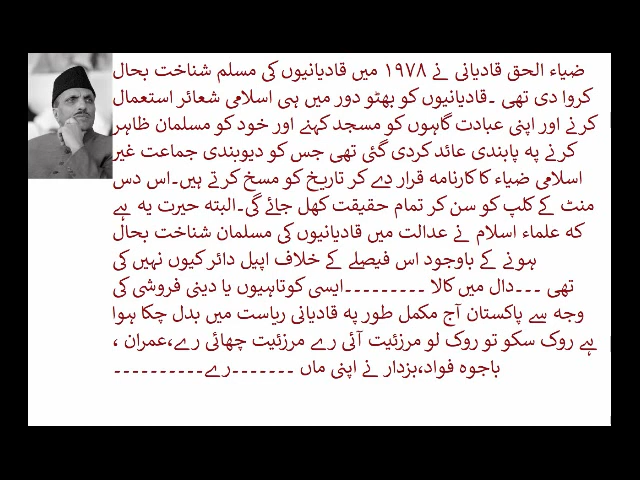 ضیاء الحق قادیانی نے ۱۹۷۸ میں قادیانیوں کی مسلم شناخت بحال
کروا دی تھی ۔قادیانیوں کو بھٹو دور میں ہی اسلامی شعائر استعمال
کرنے اور اپنی عبادت گاہوں کو مسجد کہنے اور خود کو مسلمان ظاہر
کرنے پہ پابندی عائد کردی گئی تھی جس کو دیوبندی جماعت غیر
اسلامی ضیاء کا کارنامہ قرار دے کر تاریخ کو مسخ کرتے ہیں۔اس دس
منٹ کے کلپ کو سن کر تمام حقیقت کھل جائے گی۔البتہ حیرت یہ ہے
کہ علماء اسلام نے عدالت میں قادیانیوں کی مسلمان شناخت بحال
ہونے کے باوجود اس فیصلے کے خلاف اپیل دائر کیوں نہیں کی
تھی ۔۔۔دال میں کالا ۔۔۔۔۔۔۔۔۔ایسی کوتاہیوں یا دینی فروشی کی
وجہ سے پاکستان آج مکمل طور پہ قادیانی ریاست میں بدل چکا ہوا
ہے روک سکو تو روک لو مرزئیت آئی رے مرزئیت چھائی رے،عمران ،
باجوہ فواد،بزدار نے اپنی ماں ۔۔۔۔۔۔۔رے۔۔۔۔۔۔۔۔۔۔